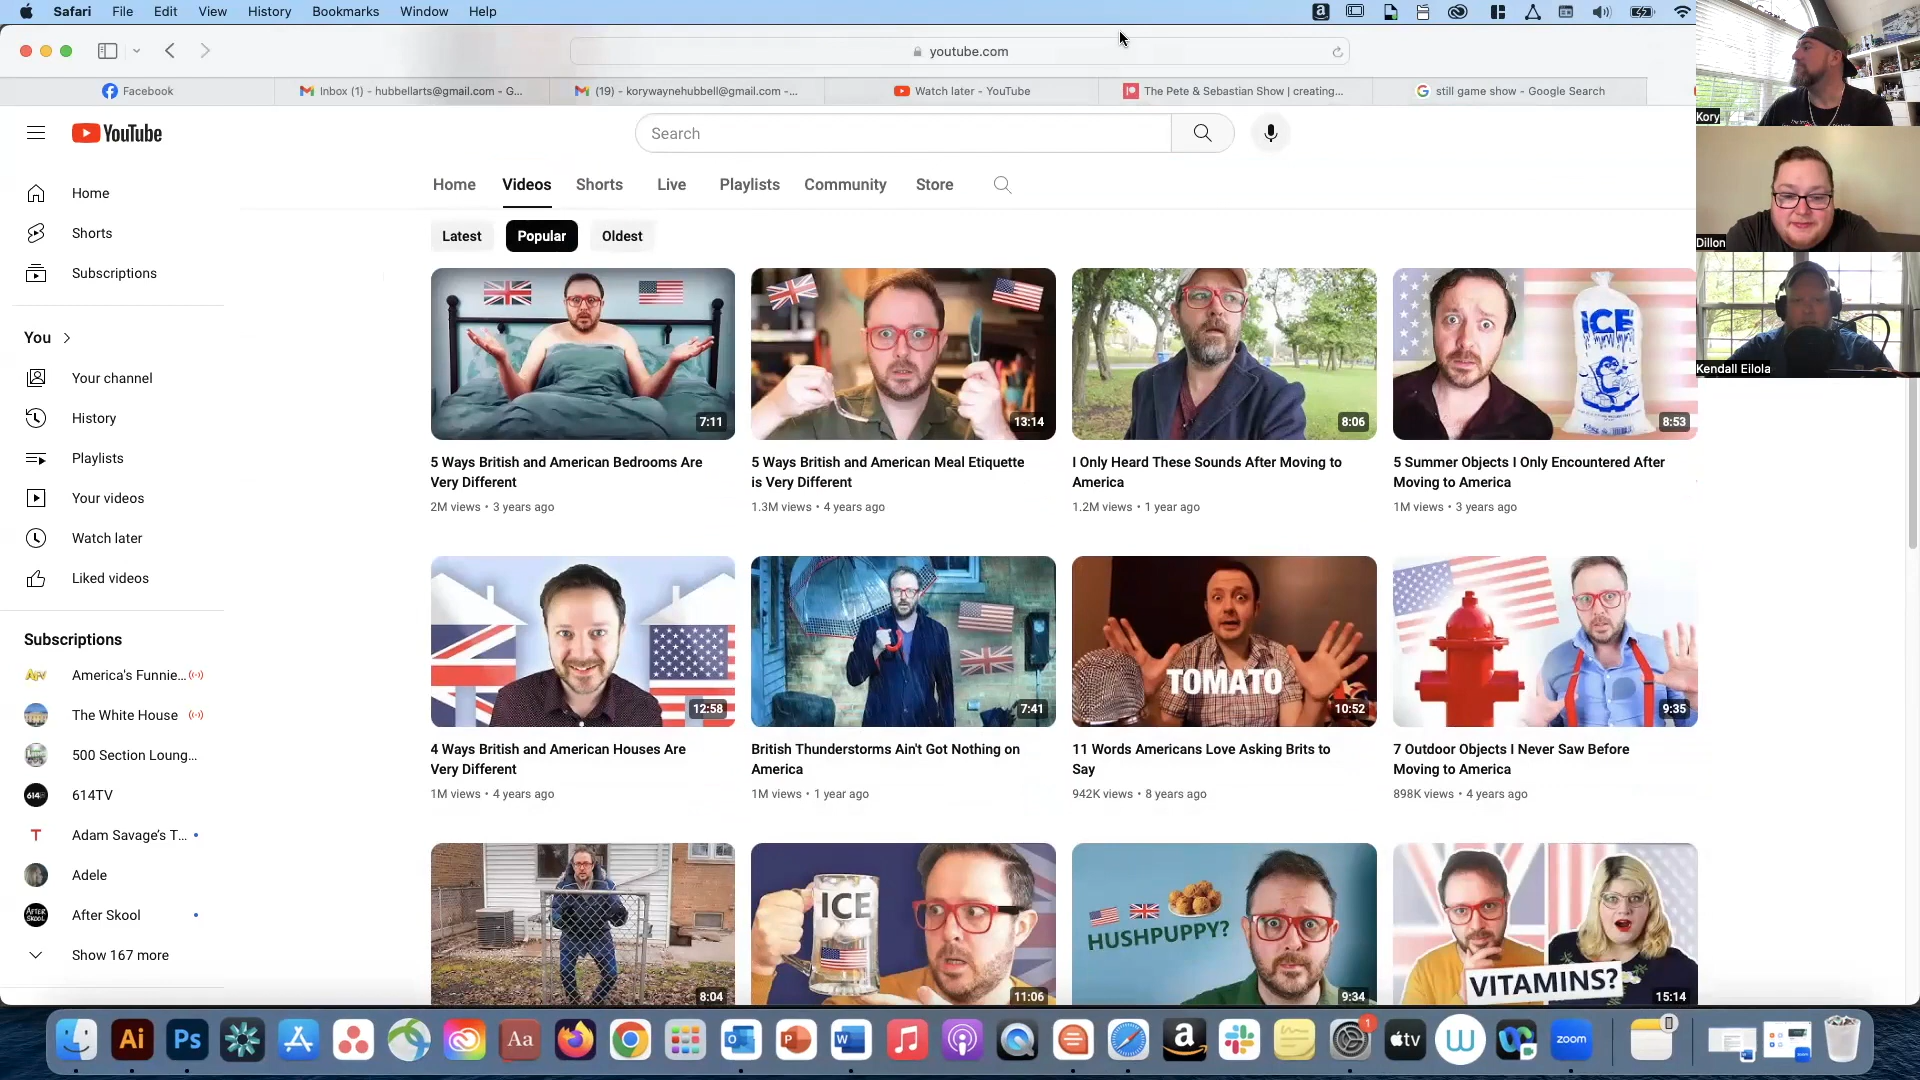 Safari File Edit View History Bookmarks Window Help
youtube.com
Facebook
Inbox (1) - hubbellarts@gmail.com - G...
(19) - korywaynehubbell@gmail.com -...
Watch later - YouTube
The Pete & Sebastian Show | creating...
still game show - Google Search
YouTube
Search
Home Videos Shorts Live Playlists Community Store
Latest Popular Oldest
Home
Shorts
Subscriptions
You
Your channel
History
Playlists
Your videos
Watch later
Liked videos
Subscriptions
America's Funnie...
The White House
500 Section Loung...
614TV
Adam Savage's T...
Adele
After Skool
Show 167 more
7:11
5 Ways British and American Bedrooms Are
Very Different
2M views • 3 years ago
13:14
5 Ways British and American Meal Etiquette
is Very Different
1.3M views • 4 years ago
8:06
I Only Heard These Sounds After Moving to
America
1.2M views • 1 year ago
ICE
8:53
5 Summer Objects I Only Encountered After
Moving to America
1M views • 3 years ago
12:58
4 Ways British and American Houses Are
Very Different
1M views • 4 years ago
7:41
British Thunderstorms Ain't Got Nothing on
America
1M views • 1 year ago
TOMATO
10:52
11 Words Americans Love Asking Brits to
Say
942K views • 8 years ago
9:35
7 Outdoor Objects I Never Saw Before
Moving to America
898K views • 4 years ago
8:04
ICE
11:06
HUSHPUPPY?
9:34
VITAMINS?
15:14
Kory
Dillon
Kendall Eilola
Ai
Ps
Aa
tv
zoom
1